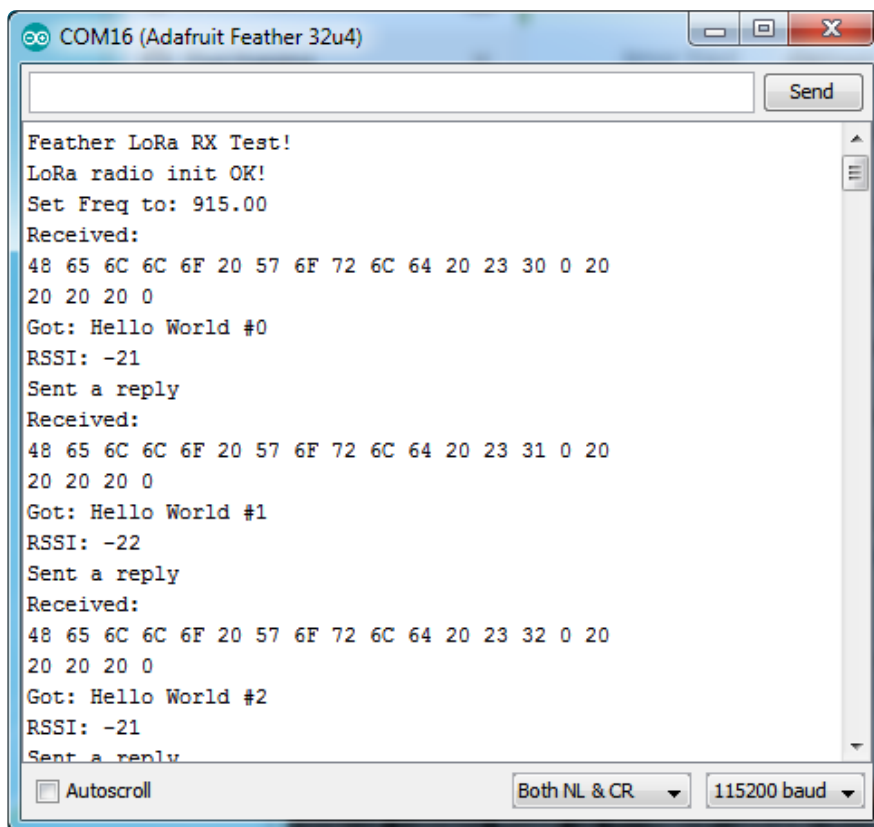 COM16 (Adafruit Feather 32u4)
Send
Feather LoRa RX Test!
LoRa radio init OK!
Set Freq to: 915.00
Received:
48 65 6C 6C 6F 20 57 6F 72 6C 64 20 23 30 0 20
20 20 20 0
Got: Hello World #0
RSSI: -21
Sent a reply
Received:
48 65 6C 6C 6F 20 57 6F 72 6C 64 20 23 31 0 20
20 20 20 0
Got: Hello World #1
RSSI: -22
Sent a reply
Received:
48 65 6C 6C 6F 20 57 6F 72 6C 64 20 23 32 0 20
20 20 20 0
Got: Hello World #2
RSSI: -21
Sent a reply
Autoscroll Both NL & CR 115200 baud